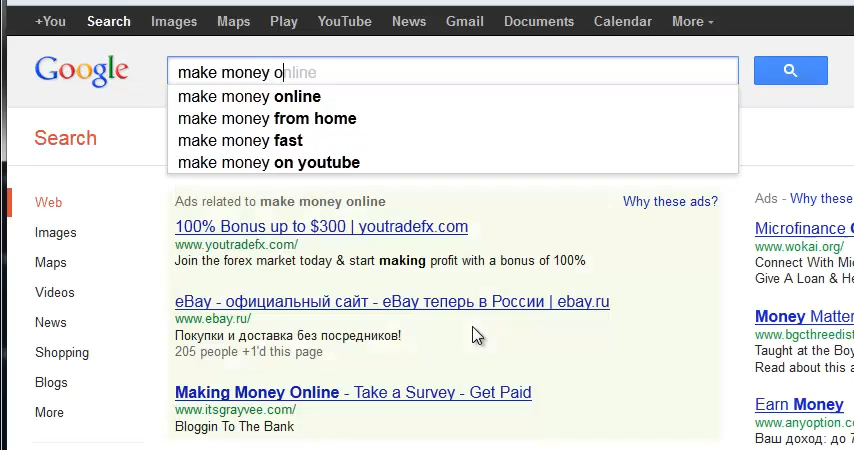 +You Search Images Maps Play YouTube News Gmail Documents Calendar More
Google
make money online
make money online
make money from home
make money fast
make money on youtube
Search
Web
Images
Maps
Videos
News
Shopping
Blogs
More
Ads related to make money online Why these ads?
100% Bonus up to $300 | youtradefx.com
www.youtradefx.com/
Join the forex market today & start making profit with a bonus of 100%
eBay - официальный сайт - eBay теперь в России | ebay.ru
www.ebay.ru/
Покупки и доставка без посредников!
205 people +1'd this page
Making Money Online - Take a Survey - Get Paid
www.itsgrayvee.com/
Bloggin To The Bank
Ads - Why these
Microfinance
www.wokai.org/
Connect With Mic
Give A Loan & He
Money Matter
www.bgcthreedist
Taught at the Boy
Read about this a
Earn Money
www.anyoption.co
Ваш доход: до 7